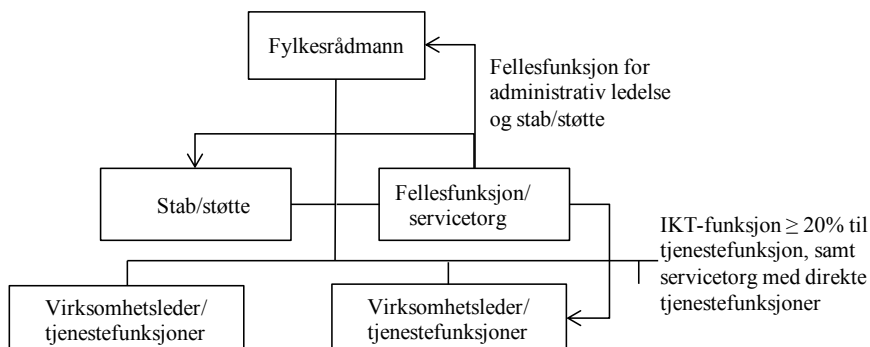 Fylkesrådmann
Fellesfunksjon for
administrativ ledelse
og stab/støtte
Stab/støtte
Fellesfunksjon/
servicetorg
IKT-funksjon ≥ 20% til
tjenestefunksjon, samt
servicetorg med direkte
tjenestefunksjoner
Virksomhetsleder/
tjenestefunksjoner
Virksomhetsleder/
tjenestefunksjoner